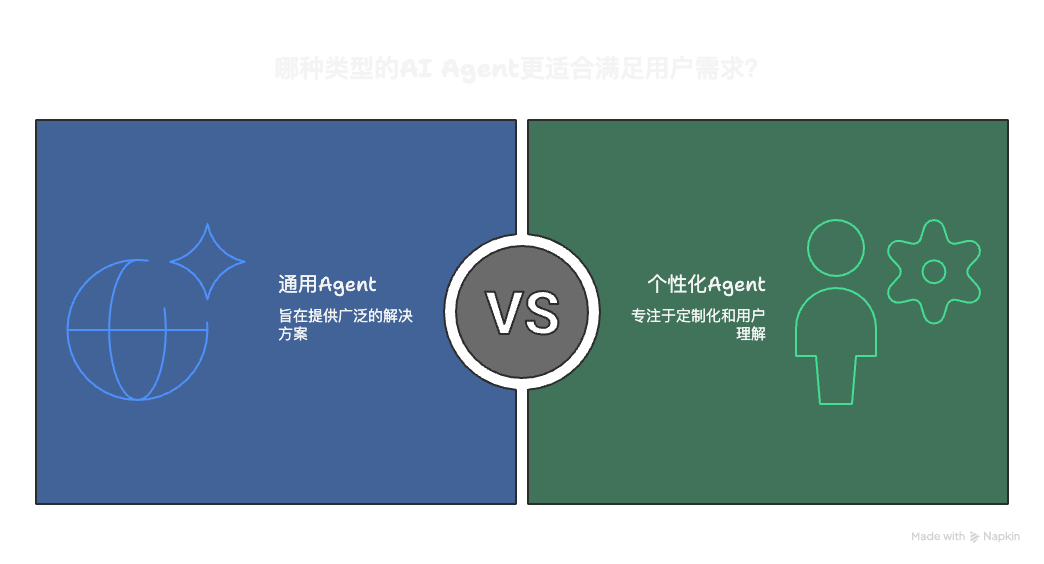 哪种类型的AI Agent更适合满足用户需求?
通用Agent
旨在提供广泛的解决
方案
VS
个性化Agent
专注于定制化和用户
理解
Made with Napkin